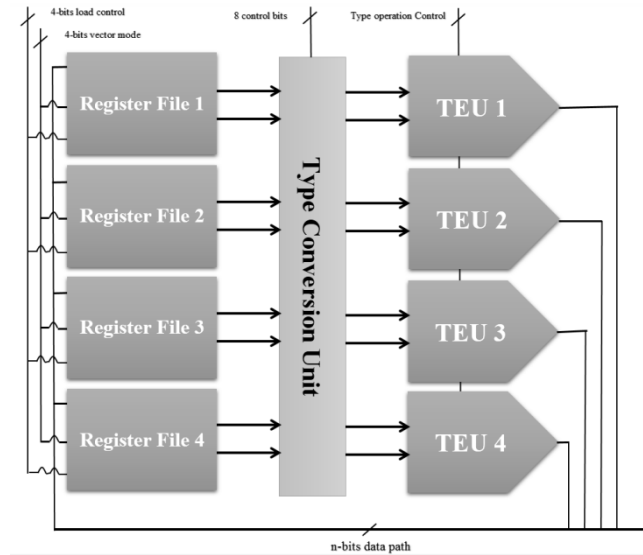 4-bits load control
8 control bits
Type operation Control
4-bits vector mode
Register File 1
TEU 1
Register File 2
TEU 2
Type Conversion Unit
Register File 3
TEU 3
Register File 4
TEU 4
n-bits data path